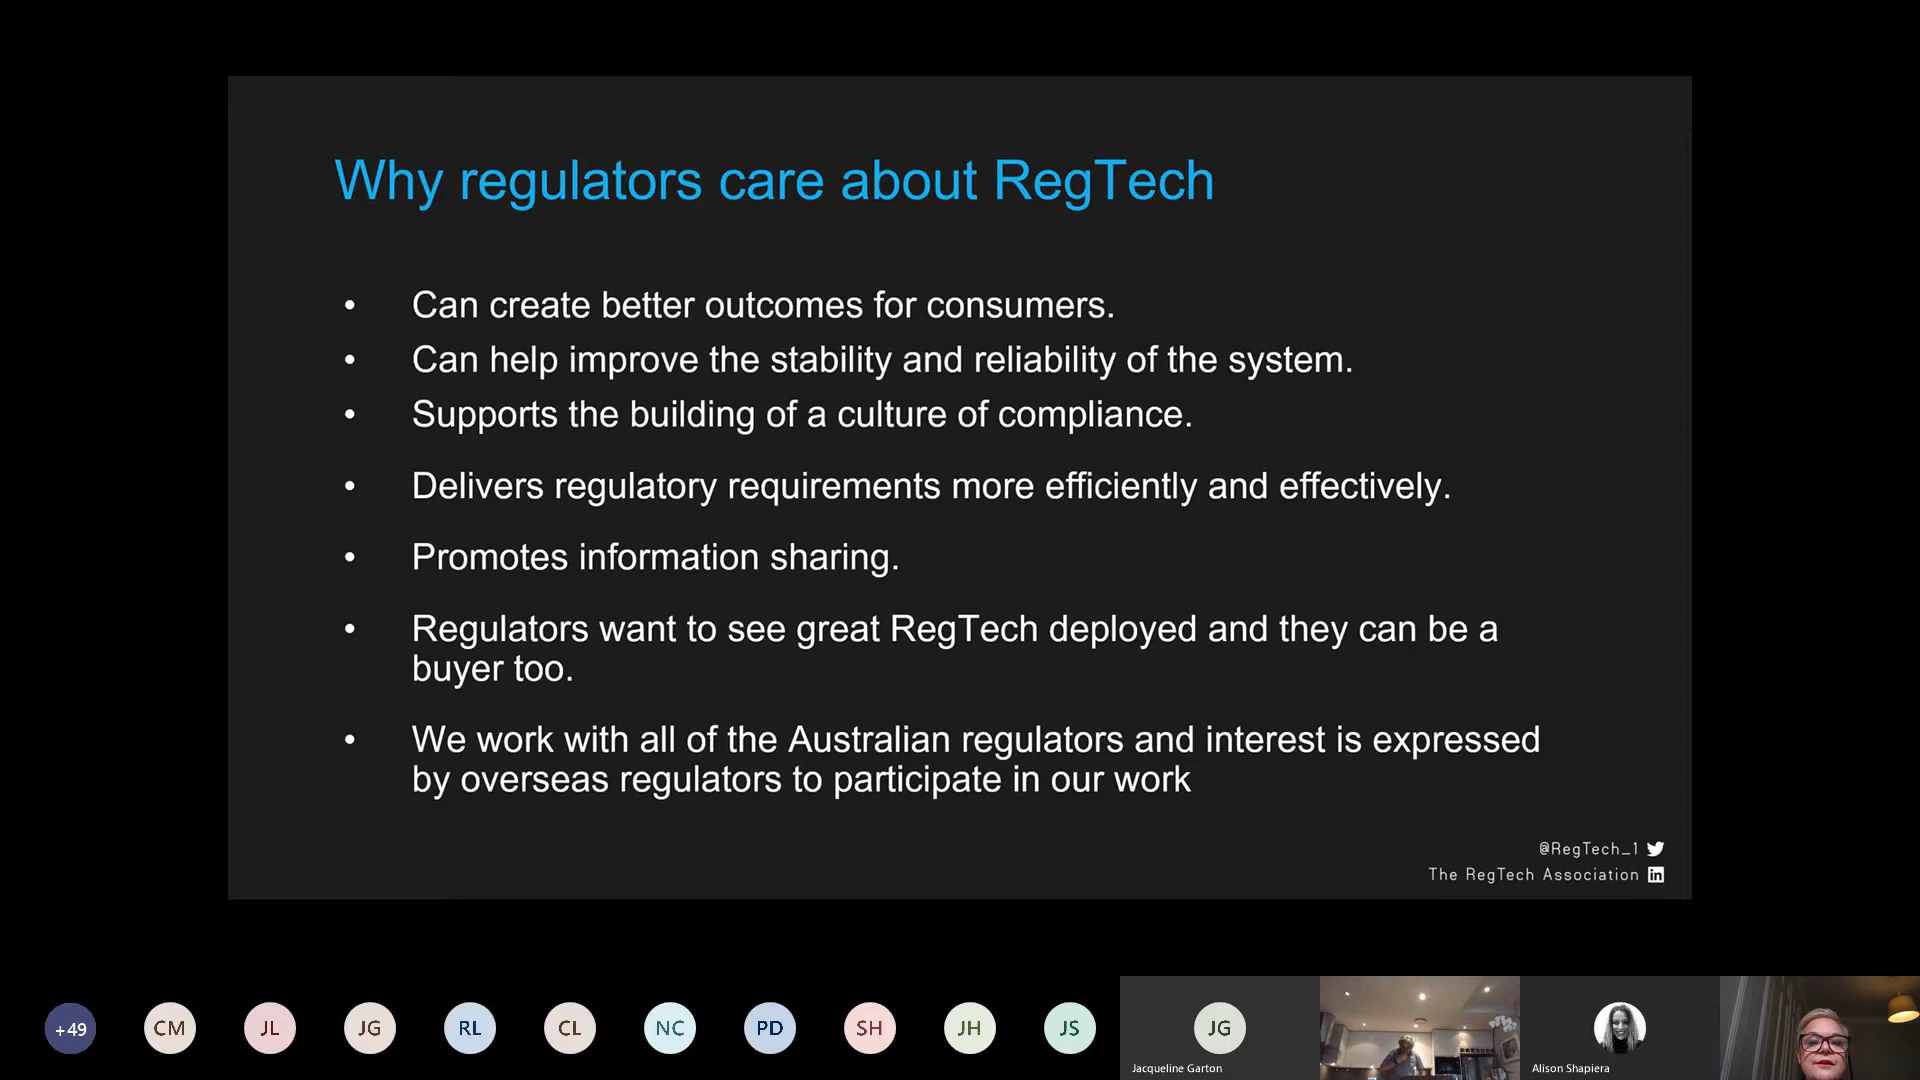 Why regulators care about RegTech
• Can create better outcomes for consumers.
• Can help improve the stability and reliability of the system.
• Supports the building of a culture of compliance.
• Delivers regulatory requirements more efficiently and effectively.
• Promotes information sharing.
• Regulators want to see great RegTech deployed and they can be a
buyer too.
• We work with all of the Australian regulators and interest is expressed
by overseas regulators to participate in our work
@RegTech_1
The RegTech Association in
+49 CM JL JG RL CL NC PD SH JH JS JG
Jacqueline Garton
Alison Shapiera